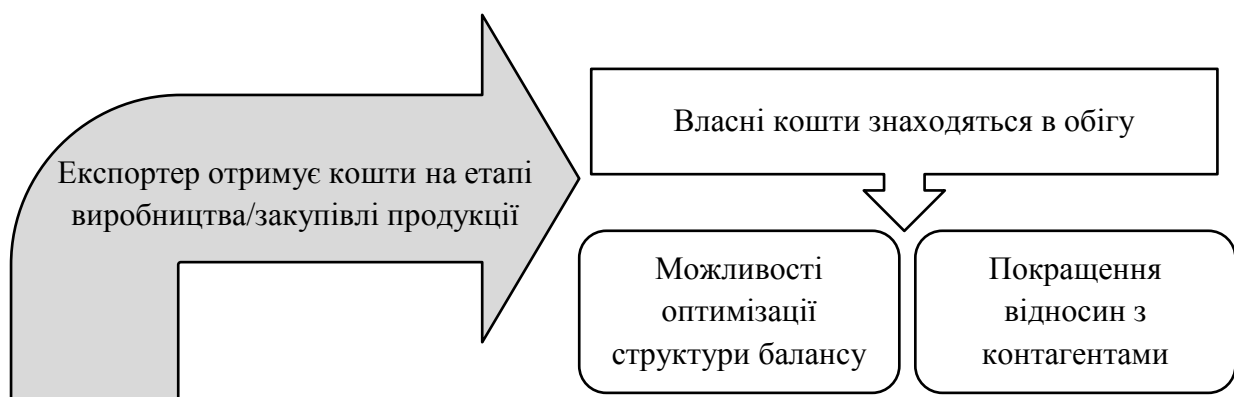 Експортер отримує кошти на етапі
виробництва/закупівлі продукції
Власні кошти знаходяться в обігу
Можливості
оптимізації
структури балансу
Покращення
відносин з
контагентами